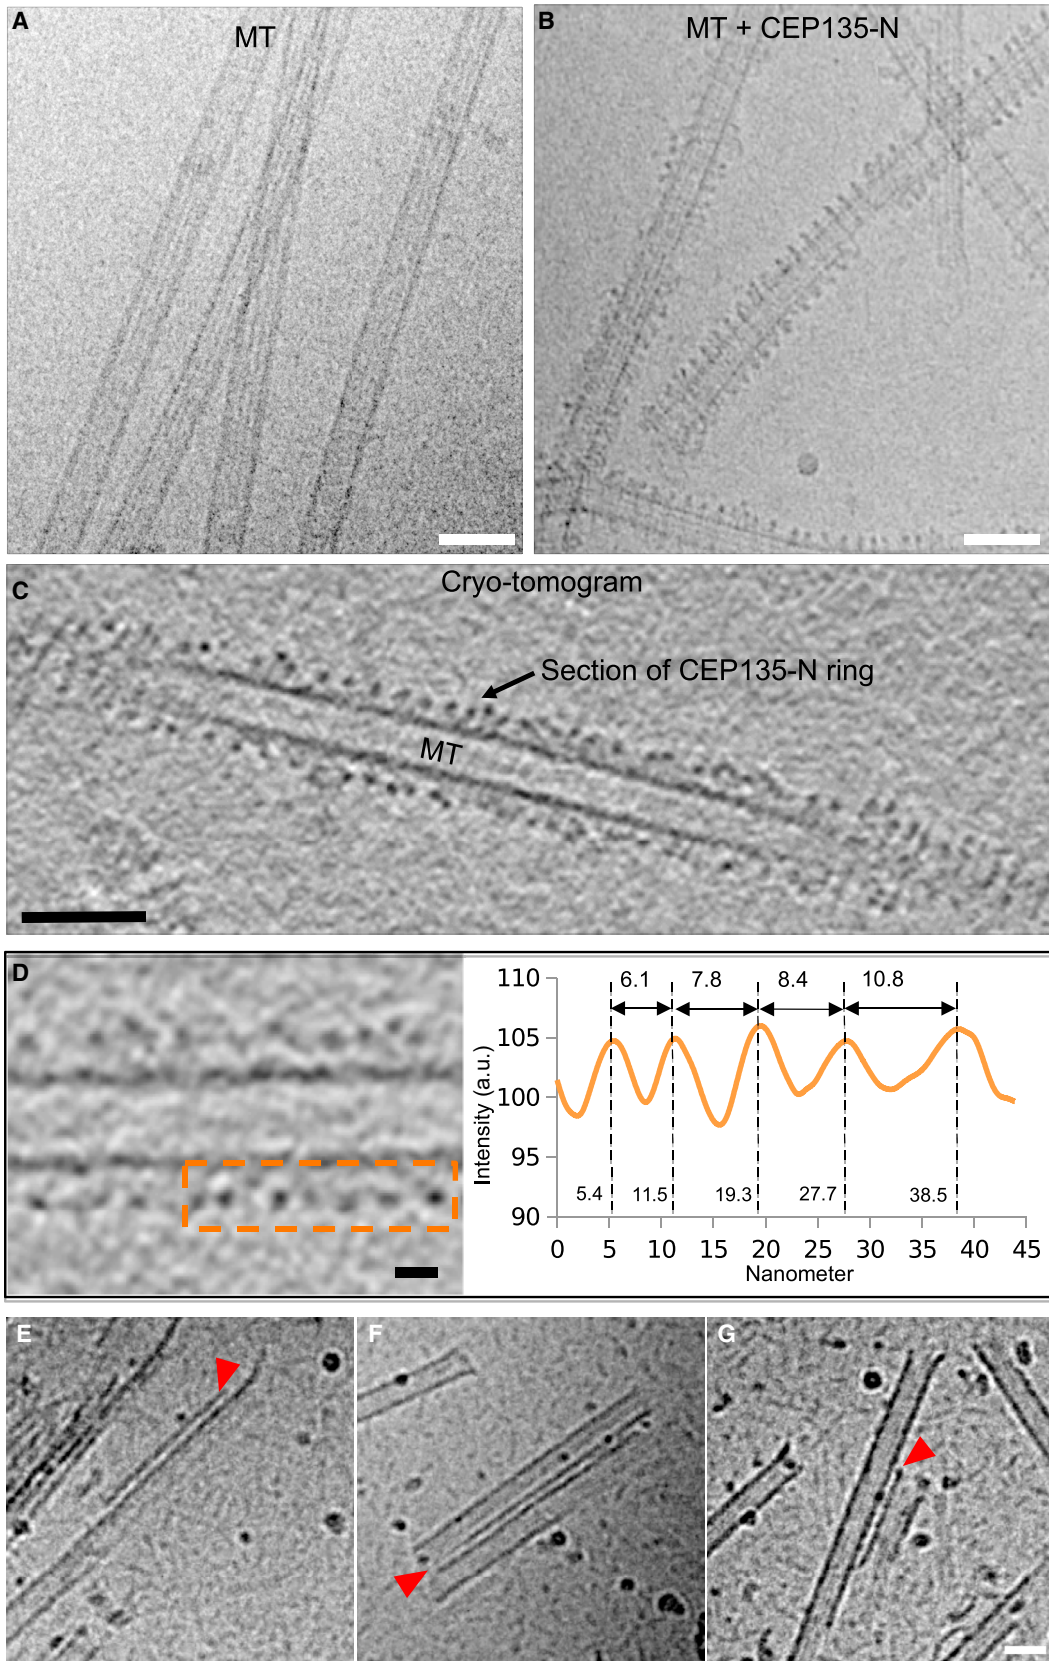 A
MT
B
MT + CEP135-N
C
Cryo-tomogram
Section of CEP135-N ring
MT
D
110
105
100
95
90
Intensity (a.u.)
6.1
7.8
8.4
10.8
5.4
11.5
19.3
27.7
38.5
0
5
10
15
20
25
30
35
40
45
Nanometer
E
F
G